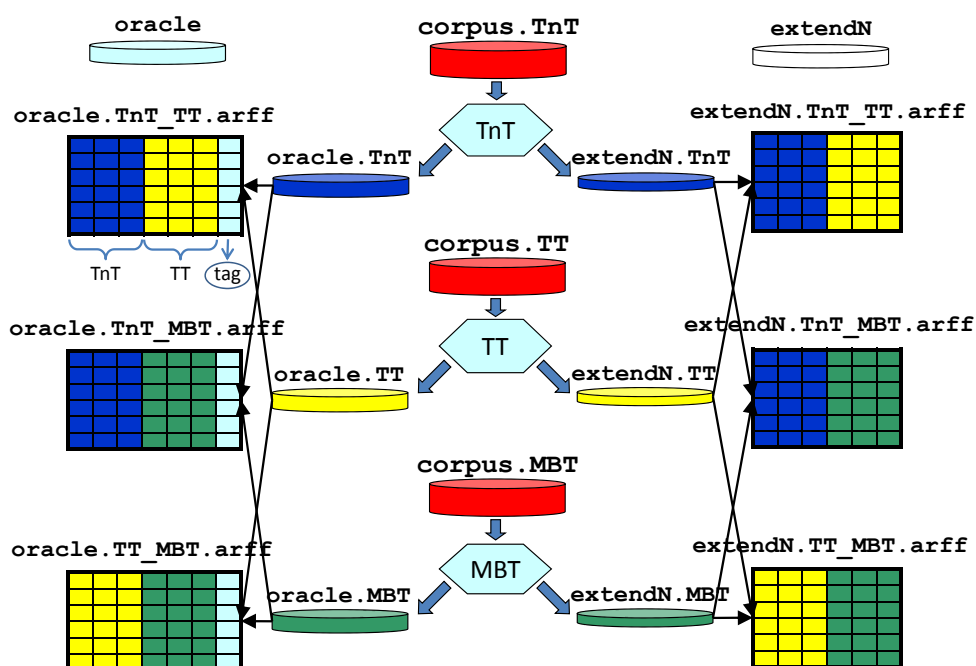 oracle
corpus.TnT
extendN
oracle.TnT_TT.arff
TnT
extendN.TnT_TT.arff
oracle.TnT
extendN.TnT
TnT
TT
tag
corpus.TT
oracle.TnT_MBT.arff
TT
extendN.TnT_MBT.arff
oracle.TT
extendN.TT
corpus.MBT
oracle.TT_MBT.arff
MBT
extendN.TT_MBT.arff
oracle.MBT
extendN.MBT